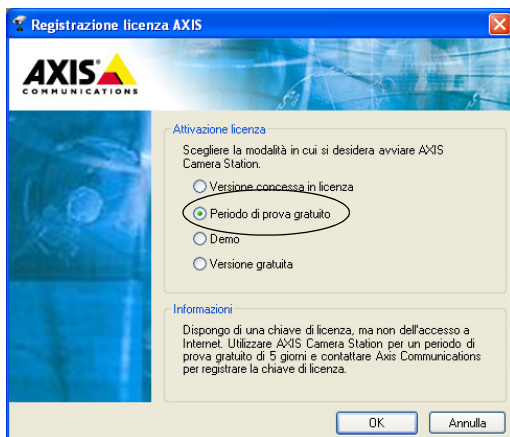 Registrazione licenza AXIS
AXIS
COMMUNICATIONS
Attivazione licenza
Scegliere la modalità in cui si desidera avviare AXIS
Camera Station.
Versione concessa in licenza
Periodo di prova gratuito
Demo
Versione gratuita
Informazioni
Dispongo di una chiave di licenza, ma non dell'accesso a
Internet. Utilizzare AXIS Camera Station per un periodo di
prova gratuito di 5 giorni e contattare Axis Communications
per registrare la chiave di licenza.
OK
Annulla